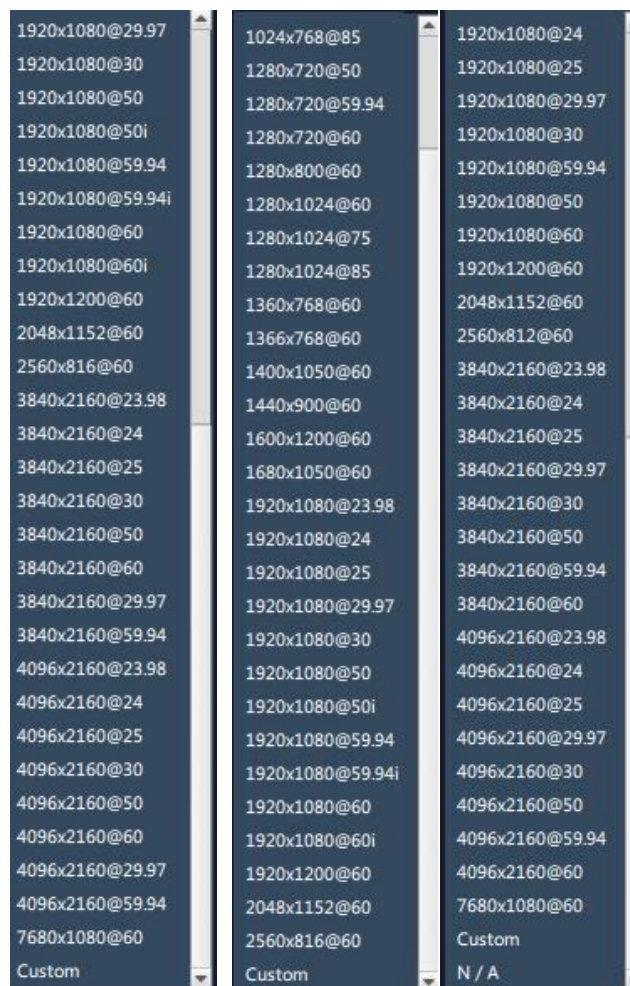 1920x1080@29.97
1920x1080@30
1920x1080@50
1920x1080@50i
1920x1080@59.94
1920x1080@59.94i
1920x1080@60
1920x1080@60i
1920x1200@60
2048x1152@60
2560x816@60
3840x2160@23.98
3840x2160@24
3840x2160@25
3840x2160@30
3840x2160@50
3840x2160@60
3840x2160@29.97
3840x2160@59.94
4096x2160@23.98
4096x2160@24
4096x2160@25
4096x2160@30
4096x2160@50
4096x2160@60
4096x2160@29.97
4096x2160@59.94
7680x1080@60
Custom
1024x768@85
1280x720@50
1280x720@59.94
1280x720@60
1280x800@60
1280x1024@60
1280x1024@75
1280x1024@85
1360x768@60
1366x768@60
1400x1050@60
1440x900@60
1600x1200@60
1680x1050@60
1920x1080@23.98
1920x1080@24
1920x1080@25
1920x1080@29.97
1920x1080@30
1920x1080@50
1920x1080@50i
1920x1080@59.94
1920x1080@59.94i
1920x1080@60
1920x1080@60i
1920x1200@60
2048x1152@60
2560x816@60
Custom
1920x1080@24
1920x1080@25
1920x1080@29.97
1920x1080@30
1920x1080@59.94
1920x1080@50
1920x1080@60
1920x1200@60
2048x1152@60
2560x812@60
3840x2160@23.98
3840x2160@24
3840x2160@25
3840x2160@29.97
3840x2160@30
3840x2160@50
3840x2160@59.94
3840x2160@60
4096x2160@23.98
4096x2160@24
4096x2160@25
4096x2160@29.97
4096x2160@30
4096x2160@50
4096x2160@59.94
4096x2160@60
7680x1080@60
Custom
N / A